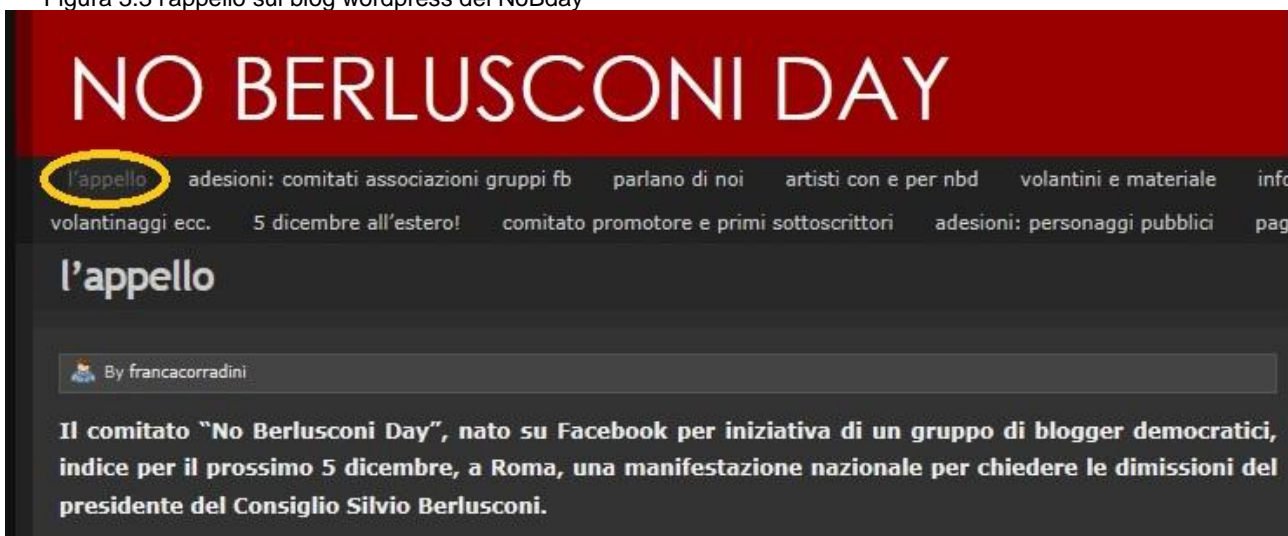 Figura 3.3 l'appello sul blog wordpress del NoBday
NO BERLUSCONI DAY
l'appello adesioni: comitati associazioni gruppi fb parlano di noi artisti con e per nbd volantini e materiale info
volantinaggi ecc. 5 dicembre all'estero! comitato promotore e primi sottoscrittori adesioni: personaggi pubblici pag
l'appello
By francacorradini
Il comitato “No Berlusconi Day”, nato su Facebook per iniziativa di un gruppo di blogger democratici,
indice per il prossimo 5 dicembre, a Roma, una manifestazione nazionale per chiedere le dimissioni del
presidente del Consiglio Silvio Berlusconi.